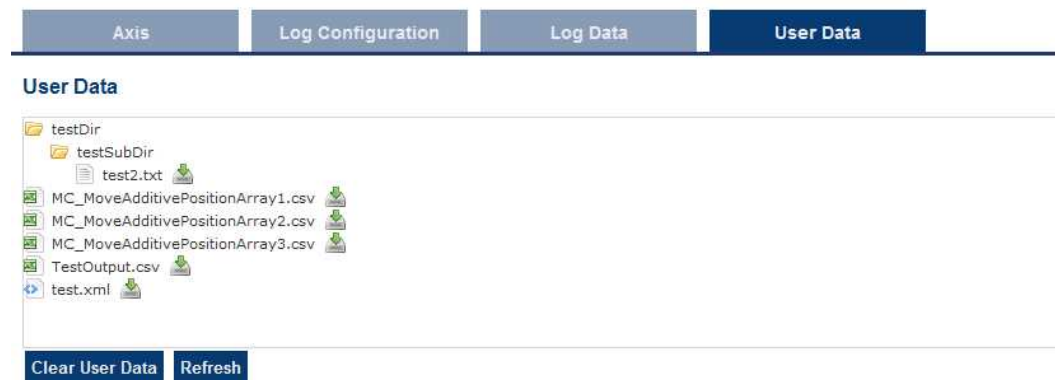 Axis Log Configuration Log Data User Data
User Data
testDir
testSubDir
test2.txt
MC_MoveAdditivePositionArray1.csv
MC_MoveAdditivePositionArray2.csv
MC_MoveAdditivePositionArray3.csv
TestOutput.csv
test.xml
Clear User Data Refresh